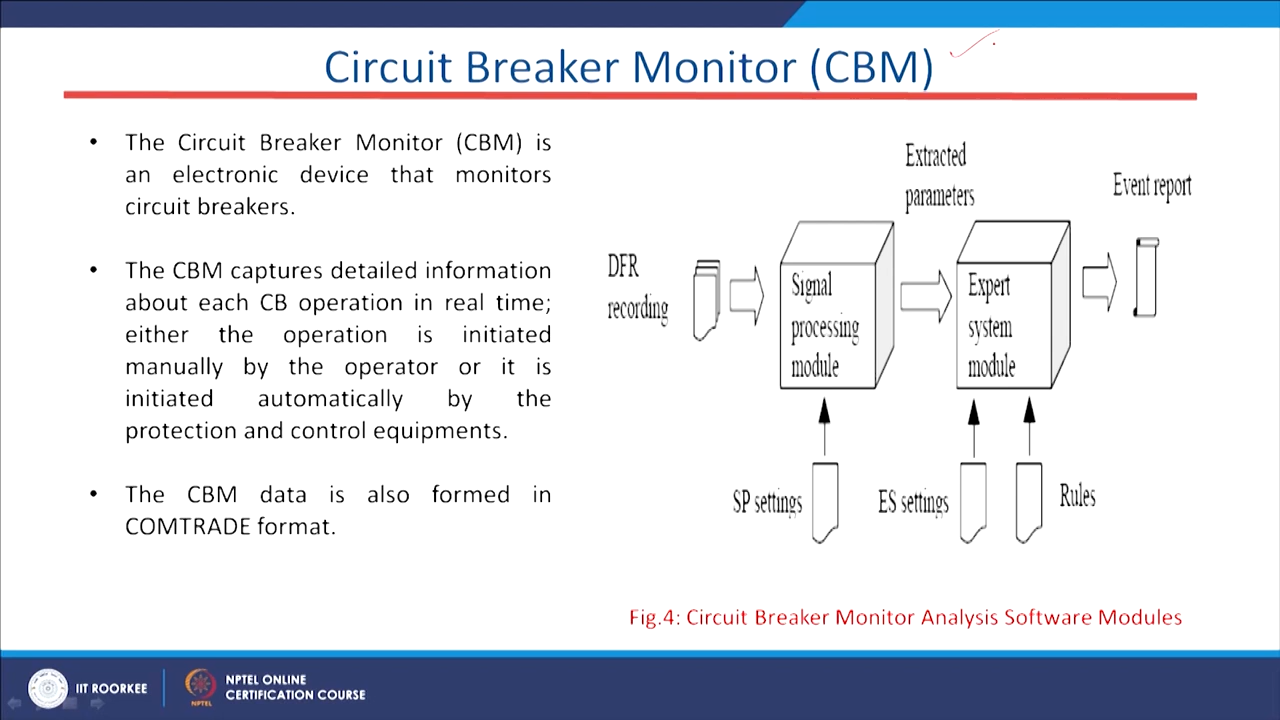 Circuit Breaker Monitor (CBM)
• The Circuit Breaker Monitor (CBM) is
an electronic device that monitors
circuit breakers.
• The CBM captures detailed information
about each CB operation in real time;
either the operation is initiated
manually by the operator or it is
initiated automatically by the
protection and control equipments.
• The CBM data is also formed in
COMTRADE format.
Extracted
parameters
Event report
DFR
recording
Signal
processing
module
Expert
system
module
SP settings
ES settings
Rules
Fig.4: Circuit Breaker Monitor Analysis Software Modules
IIT ROORKEE
NPTEL
NPTEL ONLINE
CERTIFICATION COURSE